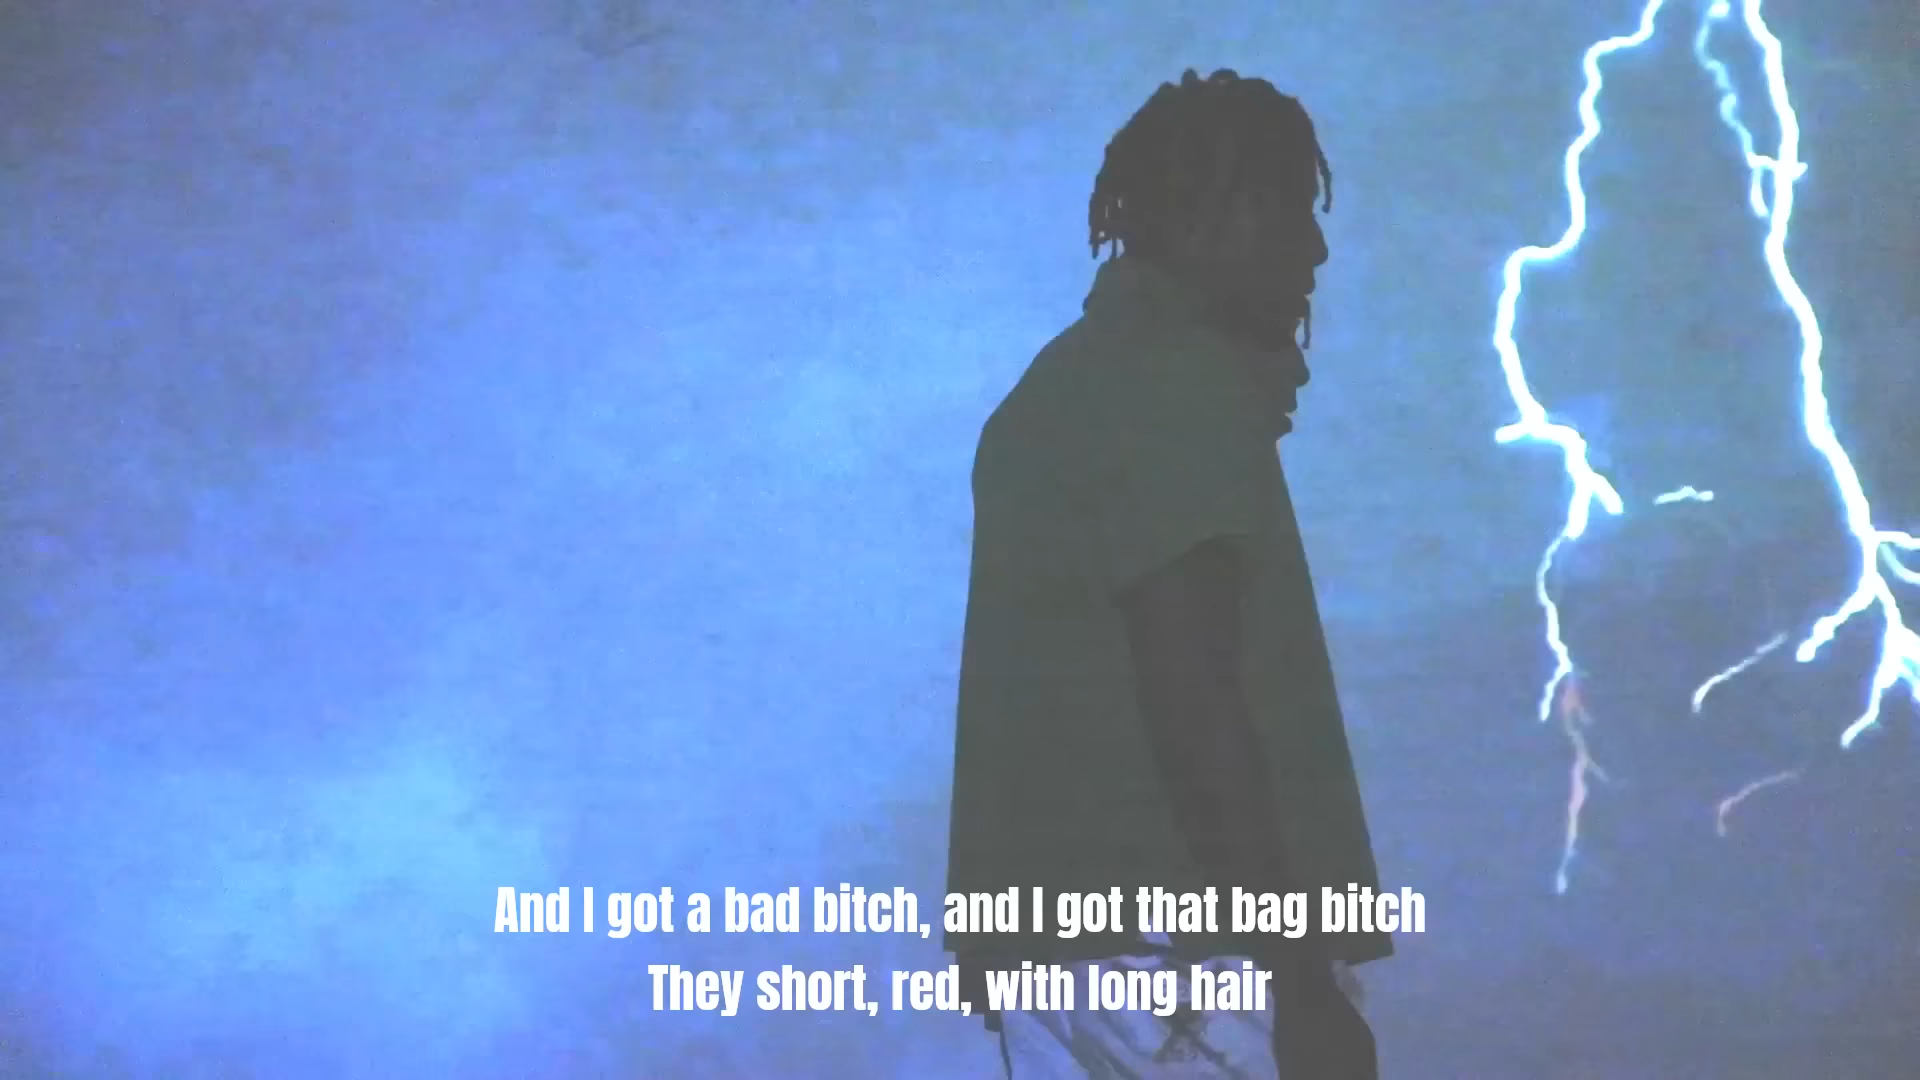 And I got a bad bitch, and I got that bag bitch
They short, red, with long hair